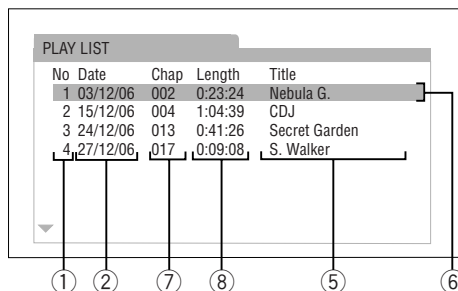 PLAY LIST
No Date Chap Length Title
1 03/12/06 002 0:23:24 Nebula G.
2 15/12/06 004 1:04:39 CDJ
3 24/12/06 013 0:41:26 Secret Garden
4 27/12/06 017 0:09:08 S. Walker
① ② ⑦ ⑧ ⑤ ⑥